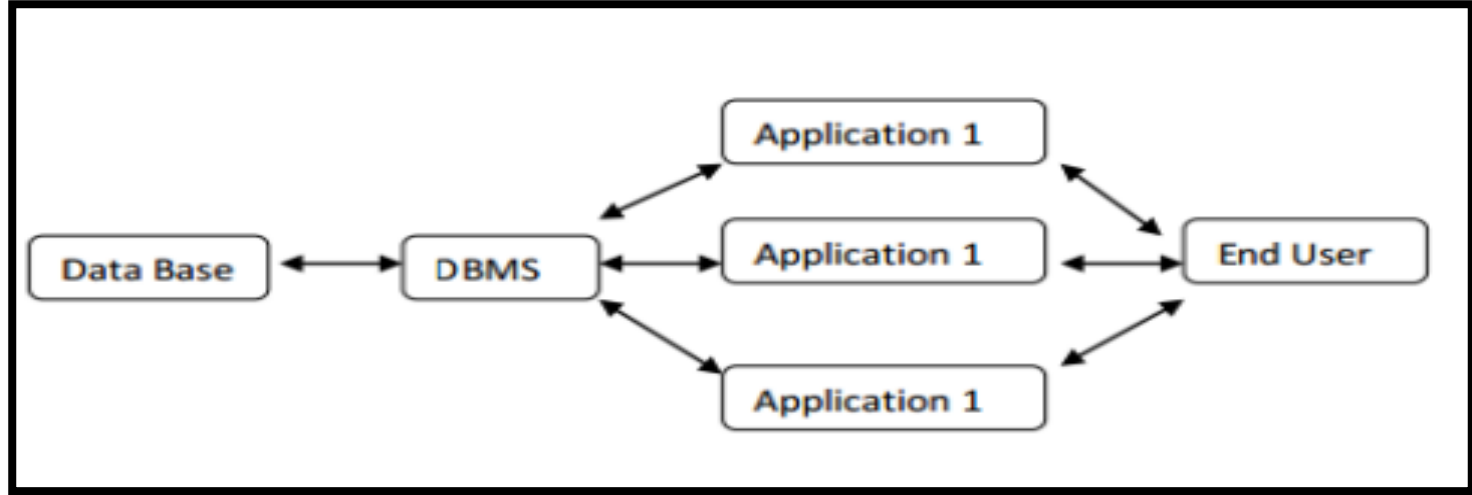 Application 1
Data Base
DBMS
Application 1
End User
Application 1